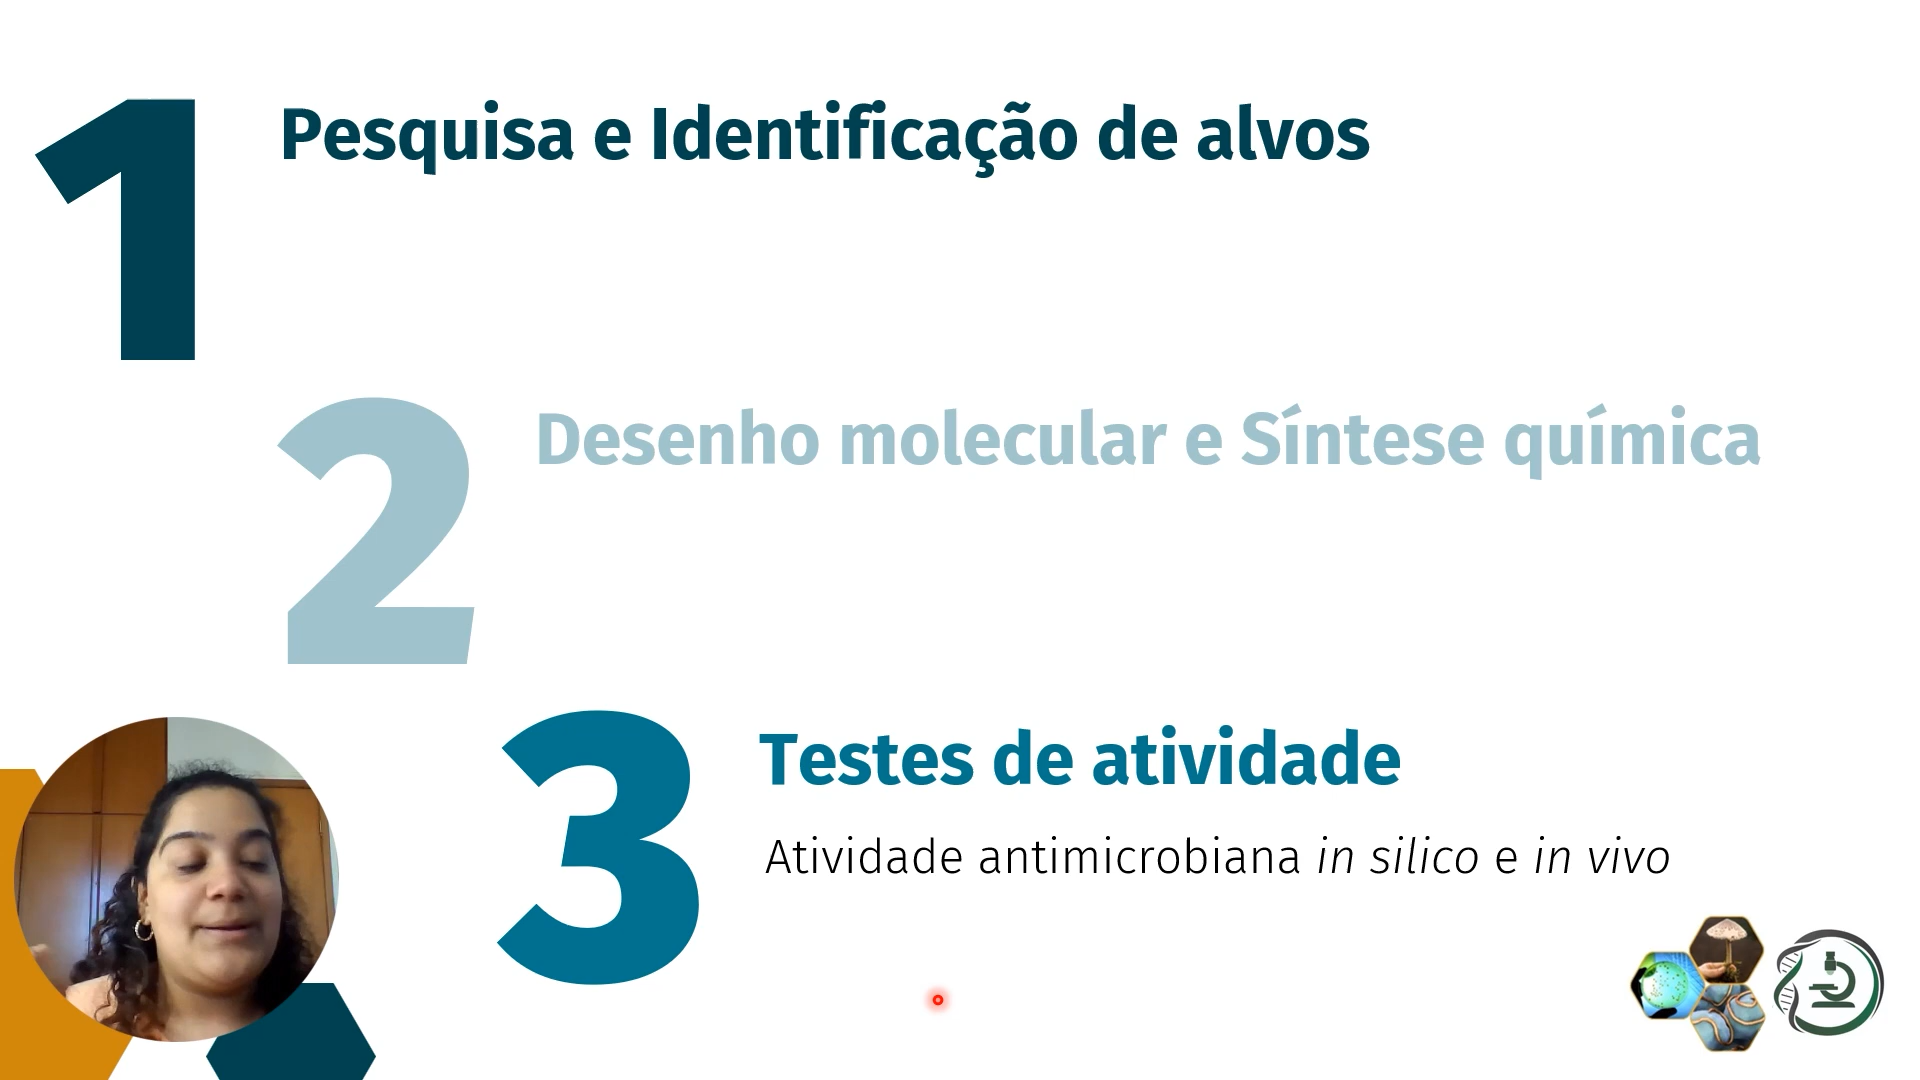 1
Pesquisa e Identificação de alvos
2
Desenho molecular e Síntese química
3
Testes de atividade
Atividade antimicrobiana in silico e in vivo